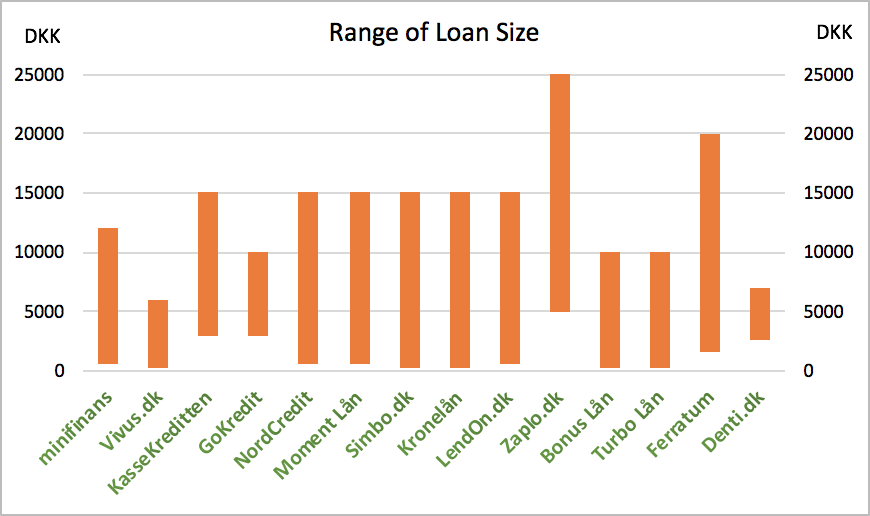 Range of Loan Size
DKK
DKK
25000
25000
20000
20000
15000
15000
10000
10000
5000
5000
0
0
minifinans
Vivus.dk
KasseKreditten
GoKredit
NordCredit
Moment Lån
Simbo.dk
Kronelån
LendOn.dk
Zaplo.dk
Bonus Lån
Turbo Lån
Ferratum
Denti.dk